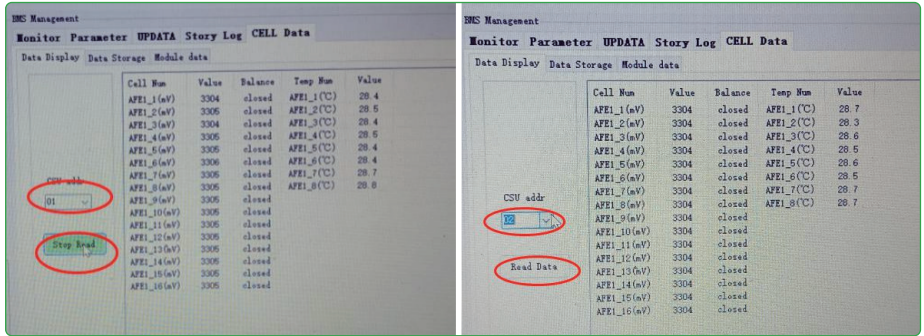 BMS Management
Monitor Parameter UPDATA Story Log CELL Data
Data Display Data Storage Module data
Cell Num Value Balance Temp Num Value
AFE1_1(mV) 3304 closed AFE1_1(℃) 28.4
AFE1_2(mV) 3305 closed AFE1_2(℃) 28.5
AFE1_3(mV) 3304 closed AFE1_3(℃) 28.4
AFE1_4(mV) 3305 closed AFE1_4(℃) 28.5
AFE1_5(mV) 3305 closed AFE1_5(℃) 28.4
AFE1_6(mV) 3306 closed AFE1_6(℃) 28.4
AFE1_7(mV) 3305 closed AFE1_7(℃) 28.7
AFE1_8(mV) 3305 closed AFE1_8(℃) 28.8
AFE1_9(mV) 3305 closed
AFE1_10(mV) 3305 closed
AFE1_11(mV) 3305 closed
AFE1_12(mV) 3305 closed
AFE1_13(mV) 3305 closed
AFE1_14(mV) 3305 closed
AFE1_15(mV) 3305 closed
AFE1_16(mV) 3305 closed
CSU addr
01
Stop Read
BMS Management
Monitor Parameter UPDATA Story Log CELL Data
Data Display Data Storage Module data
Cell Num Value Balance Temp Num Value
AFE1_1(mV) 3304 closed AFE1_1(℃) 28.7
AFE1_2(mV) 3304 closed AFE1_2(℃) 28.3
AFE1_3(mV) 3304 closed AFE1_3(℃) 28.6
AFE1_4(mV) 3304 closed AFE1_4(℃) 28.5
AFE1_5(mV) 3304 closed AFE1_5(℃) 28.6
AFE1_6(mV) 3304 closed AFE1_6(℃) 28.5
AFE1_7(mV) 3304 closed AFE1_7(℃) 28.7
AFE1_8(mV) 3304 closed AFE1_8(℃) 28.7
AFE1_9(mV) 3304 closed
AFE1_10(mV) 3304 closed
AFE1_11(mV) 3304 closed
AFE1_12(mV) 3304 closed
AFE1_13(mV) 3304 closed
AFE1_14(mV) 3304 closed
AFE1_15(mV) 3304 closed
AFE1_16(mV) 3304 closed
CSU addr
02
Read Data